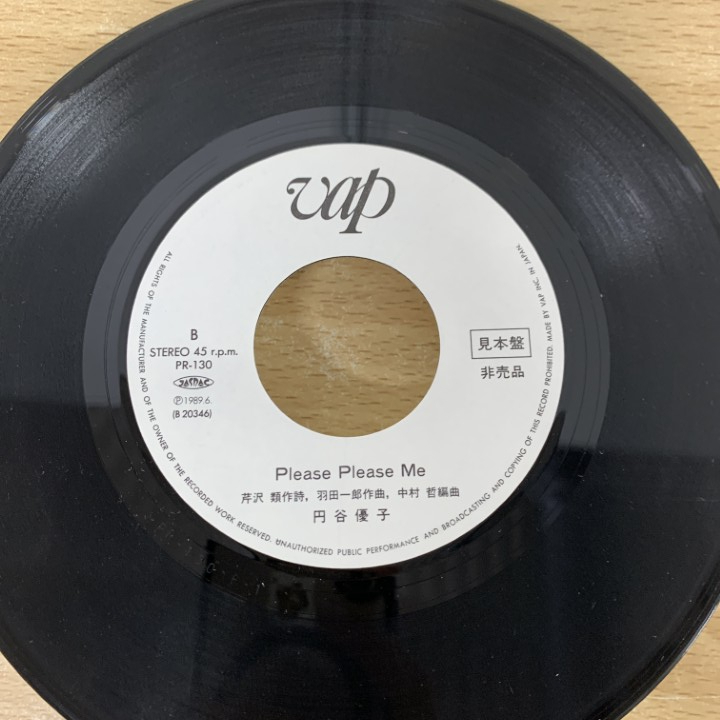 vap
B
STEREO 45 r.p.m.
PR-130
JASRAC
Ⓟ1989.6.
(B 20346)
見本盤
非売品
Please Please Me
芹沢 類作詩，羽田一郎作曲，中村 哲編曲
円谷優子
ALL RIGHTS OF THE MANUFACTURER AND OF THE OWNER OF THE RECORDED WORK RESERVED. UNAUTHORIZED PUBLIC PERFORMANCE AND BROADCASTING AND COPYING OF THIS RECORD PROHIBITED. MADE BY VAP INC. IN JAPAN.